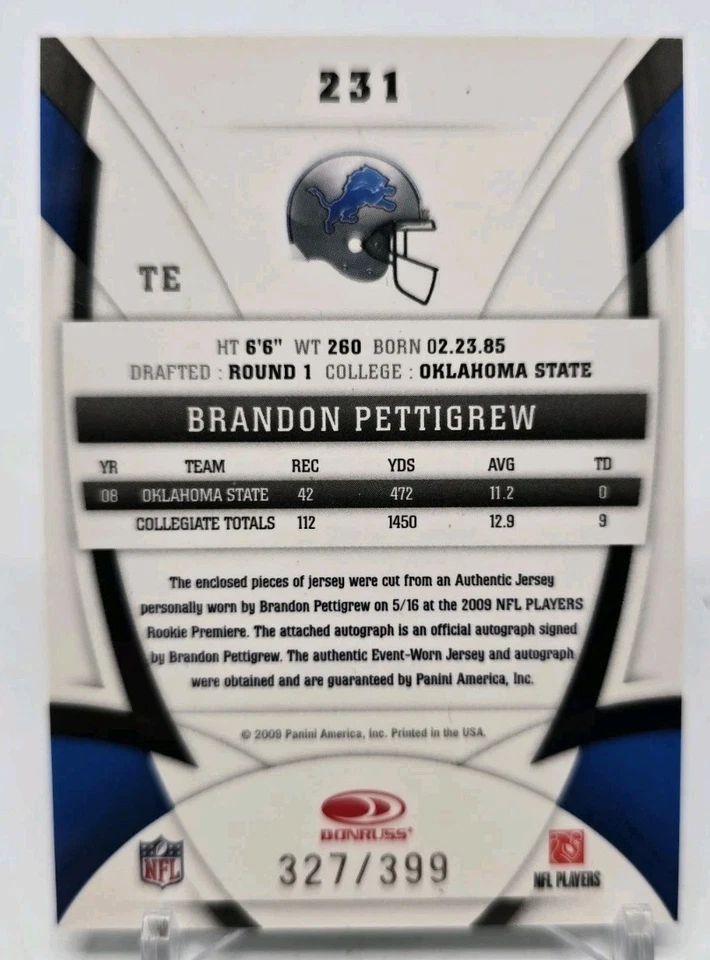 231
TE
HT 6'6" WT 260 BORN 02.23.85
DRAFTED : ROUND 1 COLLEGE : OKLAHOMA STATE
BRANDON PETTIGREW
YR TEAM REC YDS AVG TD
08 OKLAHOMA STATE 42 472 11.2 0
COLLEGIATE TOTALS 112 1450 12.9 9
The enclosed pieces of jersey were cut from an Authentic Jersey
personally worn by Brandon Pettigrew on 5/16 at the 2009 NFL PLAYERS
Rookie Premiere. The attached autograph is an official autograph signed
by Brandon Pettigrew. The authentic Event-Worn Jersey and autograph
were obtained and are guaranteed by Panini America, Inc.
© 2009 Panini America, Inc. Printed in the USA.
DONRUSS
NFL
327/399
NFL PLAYERS